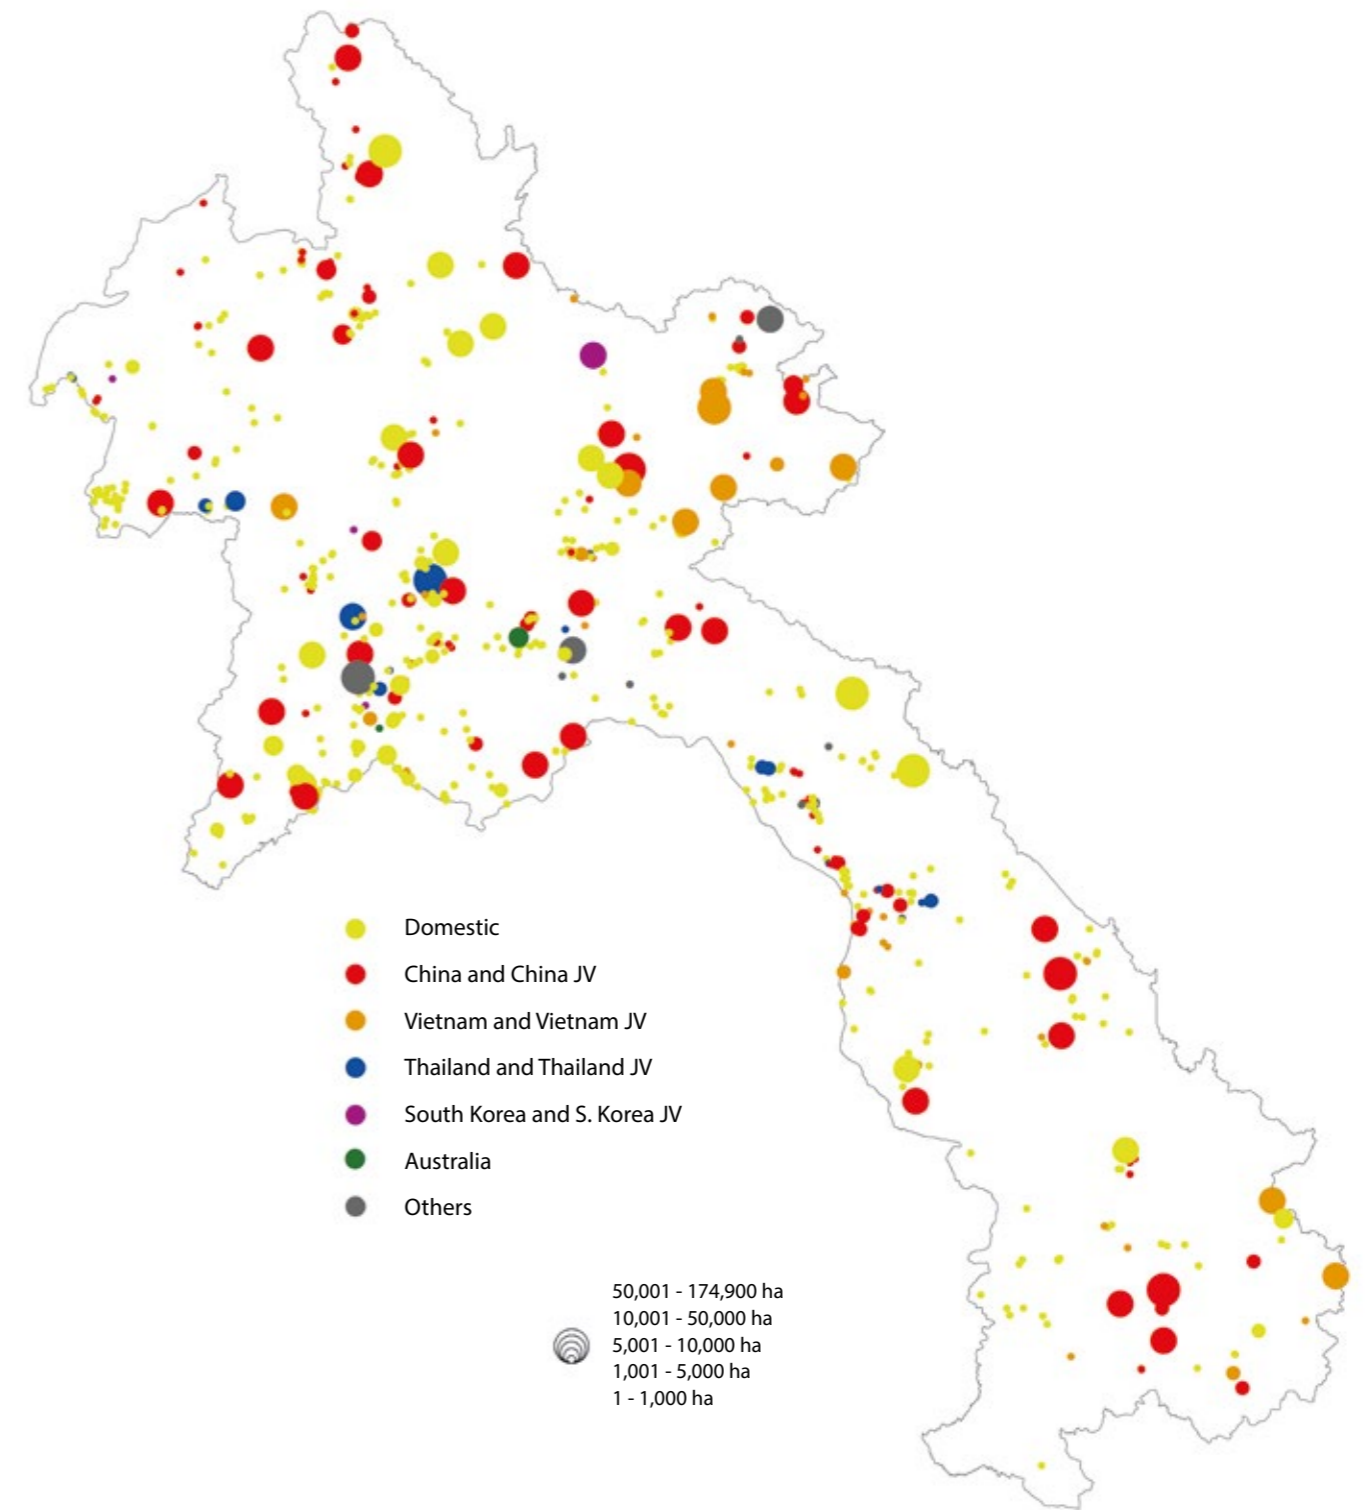 Domestic
China and China JV
Vietnam and Vietnam JV
Thailand and Thailand JV
South Korea and S. Korea JV
Australia
Others
50,001 - 174,900 ha
10,001 - 50,000 ha
5,001 - 10,000 ha
1,001 - 5,000 ha
1 - 1,000 ha